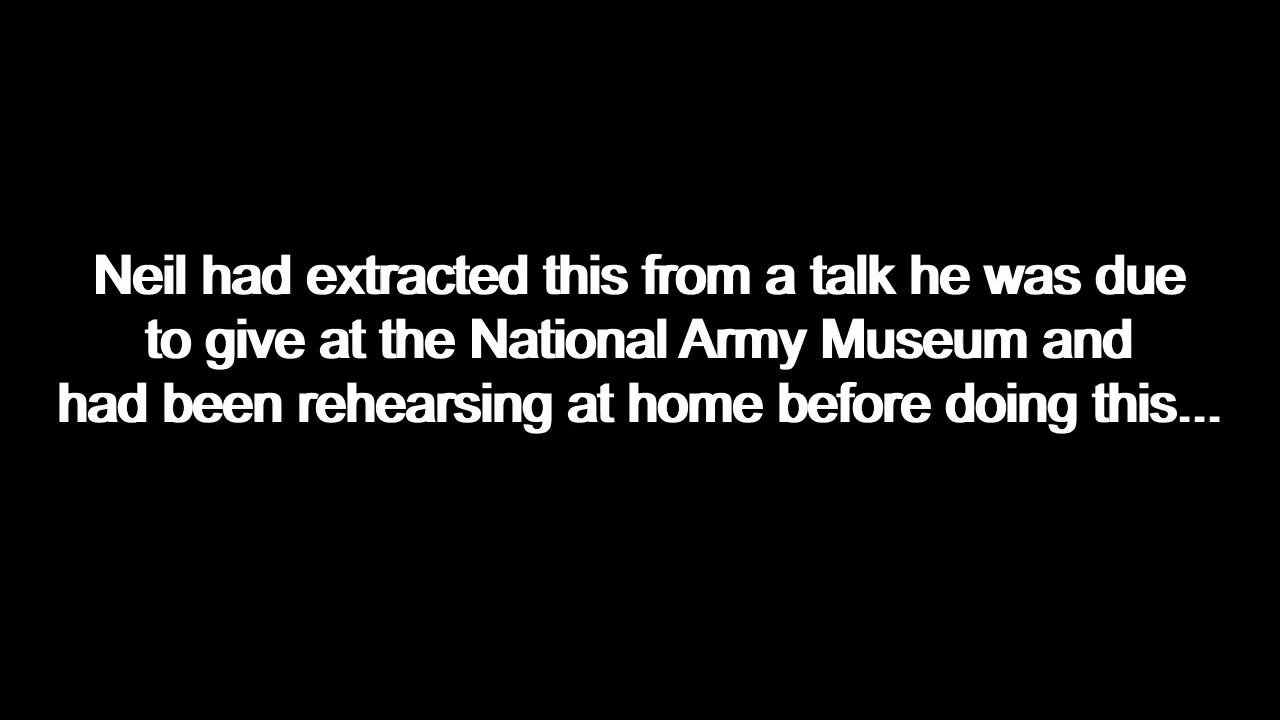 Neil had extracted this from a talk he was due
to give at the National Army Museum and
had been rehearsing at home before doing this...